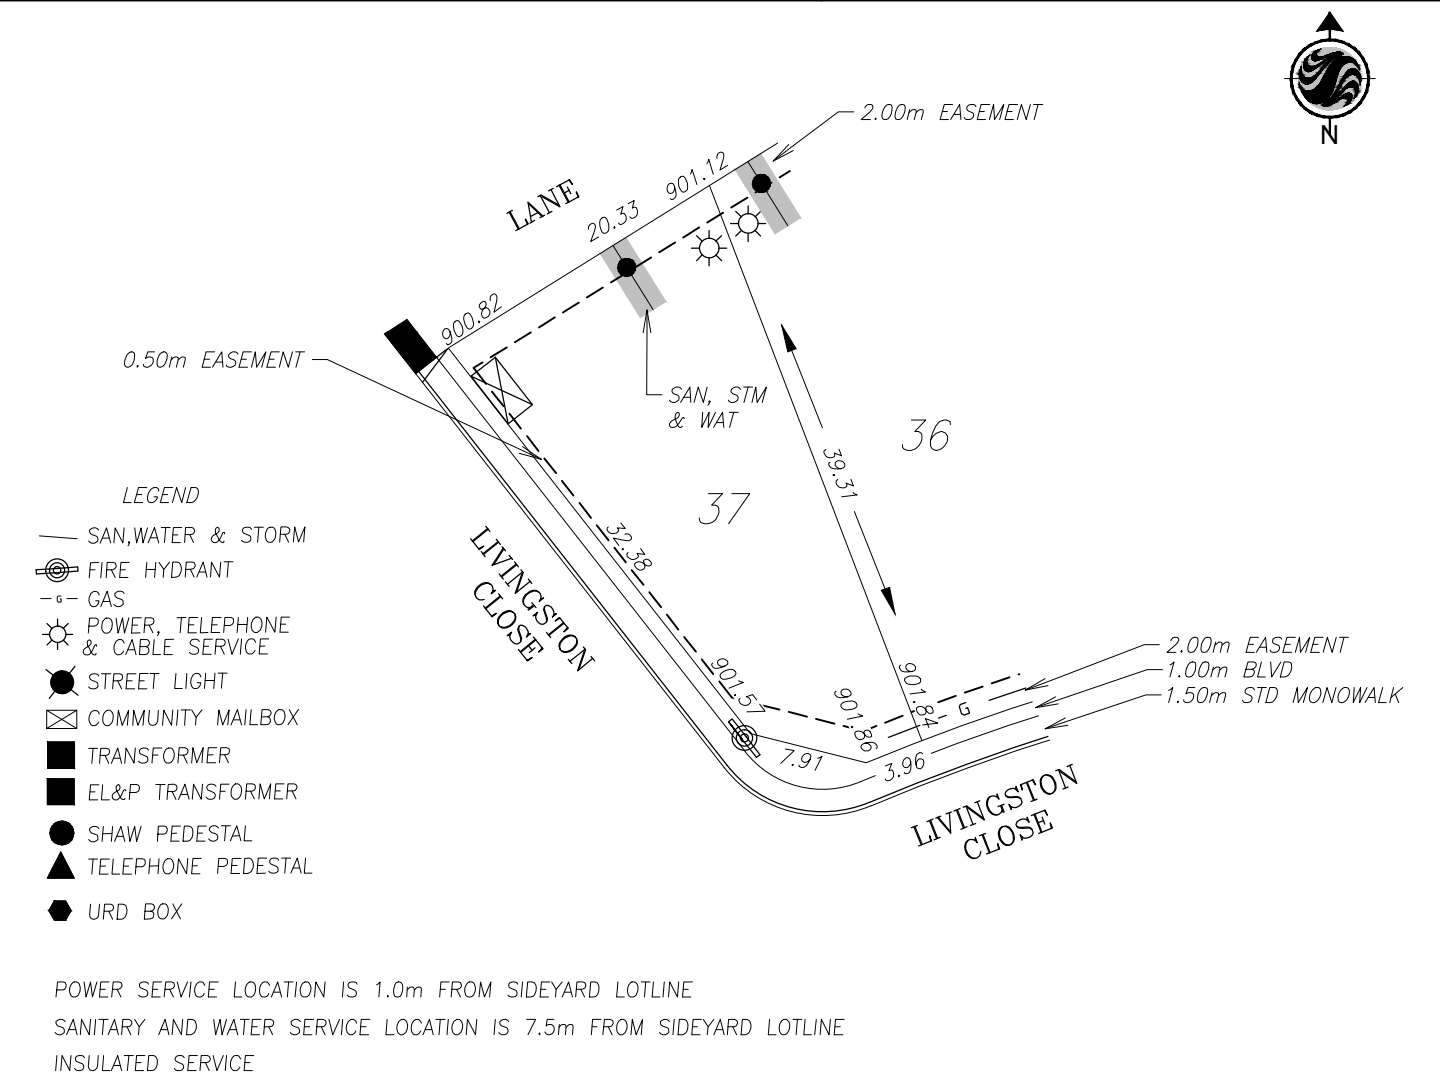 N
2.00m EASEMENT
901.12
LANE
20.33
900.82
0.50m EASEMENT
SAN, STM
& WAT
36
39.31
37
LEGEND
SAN,WATER & STORM
FIRE HYDRANT
G GAS
POWER, TELEPHONE
& CABLE SERVICE
STREET LIGHT
COMMUNITY MAILBOX
TRANSFORMER
EL&P TRANSFORMER
SHAW PEDESTAL
TELEPHONE PEDESTAL
URD BOX
32.38
LIVINGSTON
CLOSE
901.57
901.86
901.84
G
2.00m EASEMENT
1.00m BLVD
1.50m STD MONOWALK
7.91
3.96
LIVINGSTON
CLOSE
POWER SERVICE LOCATION IS 1.0m FROM SIDEYARD LOTLINE
SANITARY AND WATER SERVICE LOCATION IS 7.5m FROM SIDEYARD LOTLINE
INSULATED SERVICE